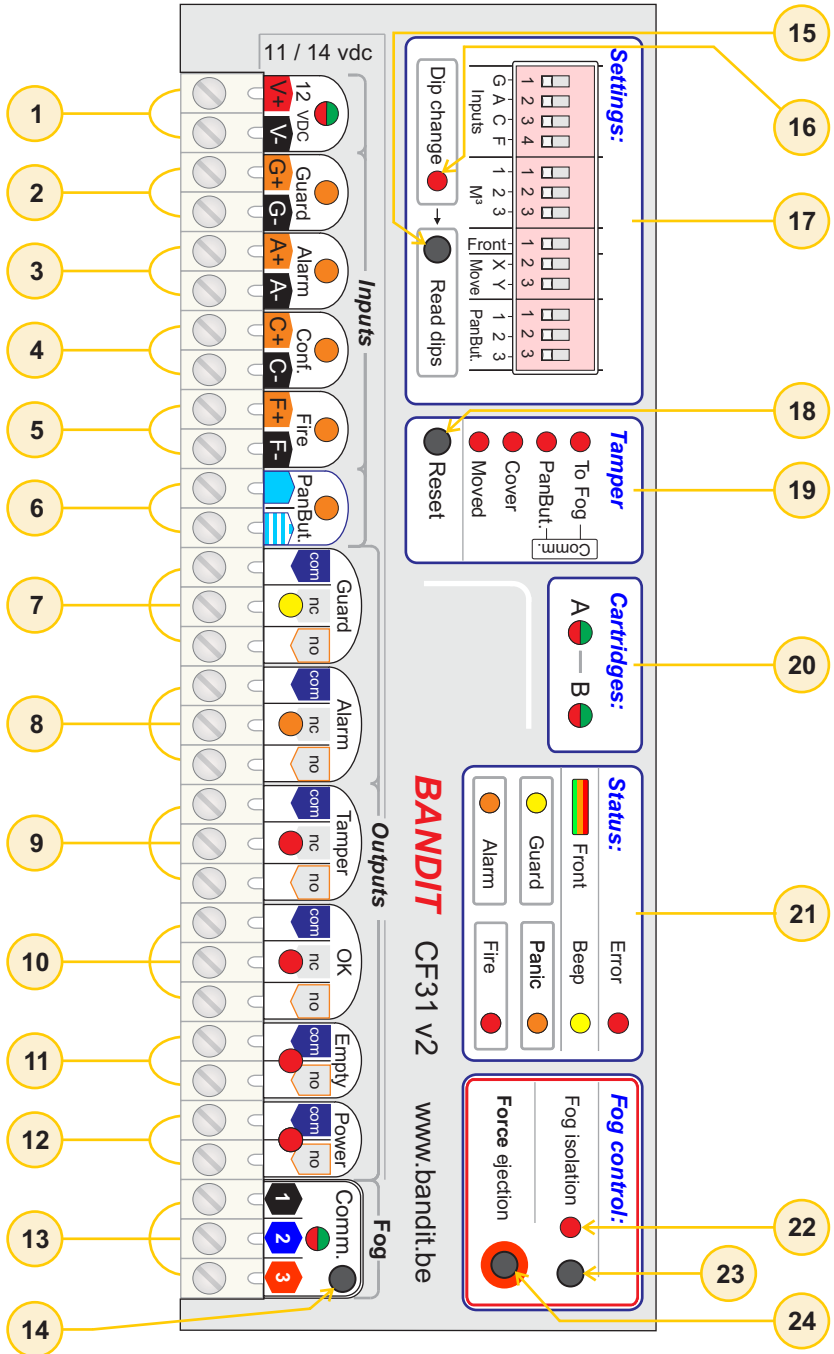 11 / 14 vdc
Inputs
12 VDC
V+ V-
Guard
G+ G-
Alarm
A+ A-
Conf.
C+ C-
Fire
F+ F-
PanBut.
Outputs
Guard
com nc no
Alarm
com nc no
Tamper
com nc no
OK
com nc no
Empty
com no
Power
com no
Fog
Comm.
1 2 3
Settings:
1 2 3 4 1 2 3 1 2 3 1 2 3
G A C F 1 2 3 Front X Y 1 2 3
Inputs M³ Move PanBut.
Dip change → Read dips
Tamper
To Fog
PanBut.
Comm.
Cover
Moved
Reset
Cartridges:
A B
Status:
Error
Front Beep
Guard Panic
Alarm Fire
BANDIT CF31 v2 www.bandit.be
Fog control:
Fog isolation
Force ejection
1
2
3
4
5
6
7
8
9
10
11
12
13
14
15
16
17
18
19
20
21
22
23
24